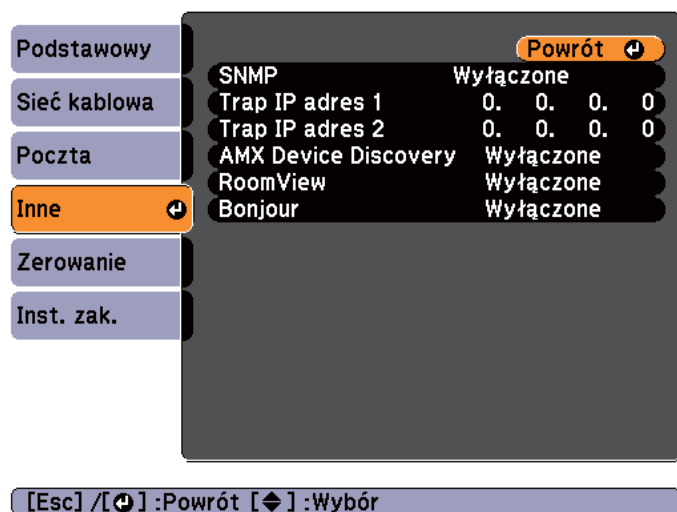 Podstawowy
Sieć kablowa
Poczta
Inne
Zerowanie
Inst. zak.
Powrót
SNMP Wyłączone
Trap IP adres 1 0. 0. 0. 0
Trap IP adres 2 0. 0. 0. 0
AMX Device Discovery Wyłączone
RoomView Wyłączone
Bonjour Wyłączone
[Esc] /[⏎] :Powrót [◆] :Wybór